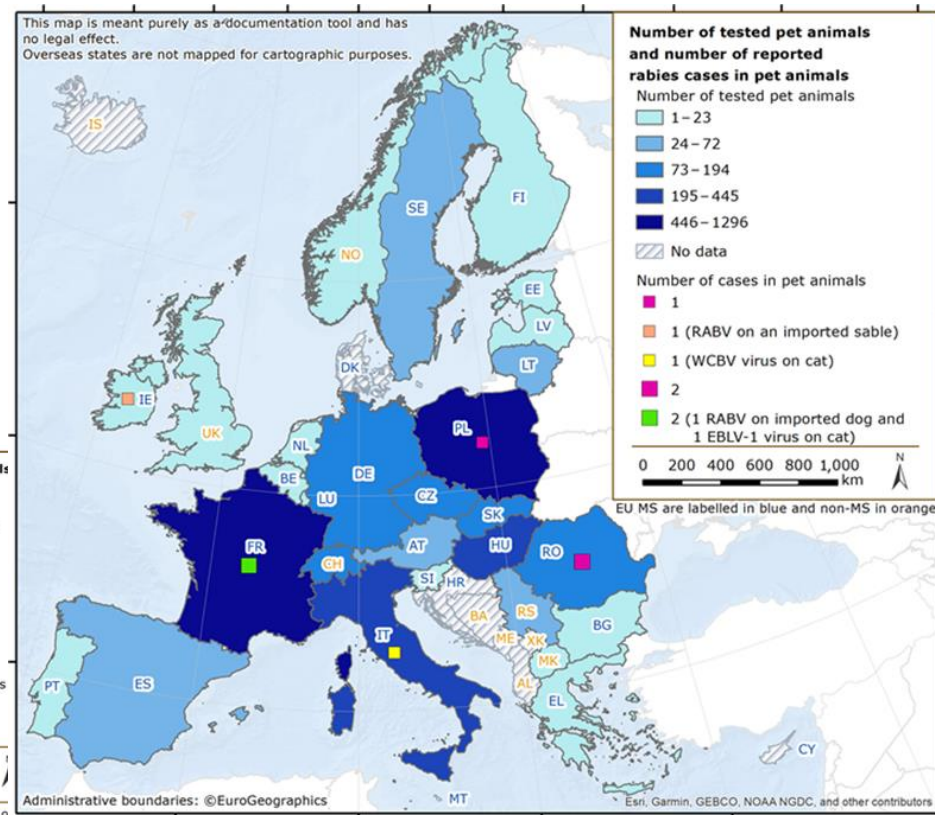 This map is meant purely as a documentation tool and has
no legal effect.
Overseas states are not mapped for cartographic purposes.
Number of tested pet animals
and number of reported
rabies cases in pet animals
Number of tested pet animals
1–23
24–72
73–194
195–445
446–1296
No data
Number of cases in pet animals
1
1 (RABV on an imported sable)
1 (WCBV virus on cat)
2
2 (1 RABV on imported dog and
1 EBLV-1 virus on cat)
0 200 400 600 800 1,000
km
N
EU MS are labelled in blue and non-MS in orange
IS
SE
FI
NO
EE
LV
LT
DK
IE
UK
NL
BE
LU
DE
PL
CZ
SK
FR
CH
AT
HU
RO
SI
HR
BA
RS
ME
XK
BG
MK
AL
IT
EL
PT
ES
MT
CY
Administrative boundaries: ©EuroGeographics
Esri, Garmin, GEBCO, NOAA NGDC, and other contributors